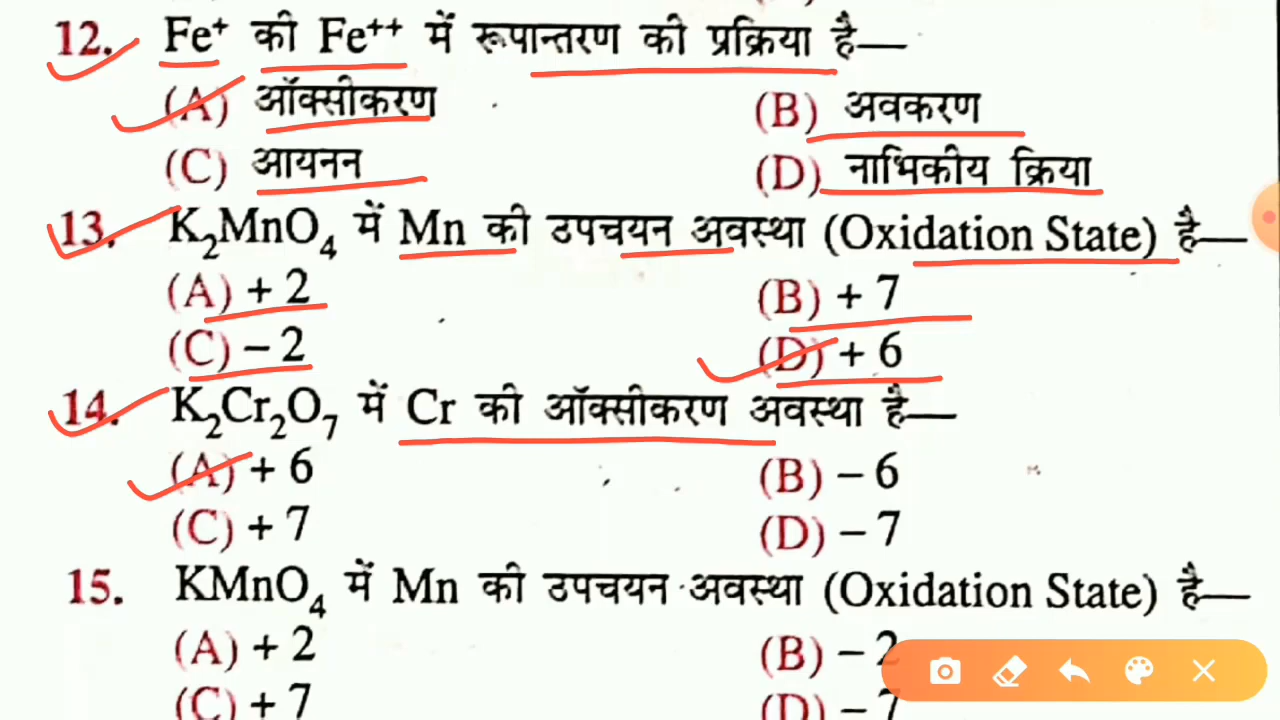 12. Fe⁺ की Fe⁺⁺ में रूपान्तरण की प्रक्रिया है—
(A) ऑक्सीकरण (B) अवकरण
(C) आयनन (D) नाभिकीय क्रिया
13. K₂MnO₄ में Mn की उपचयन अवस्था (Oxidation State) है—
(A) + 2 (B) + 7
(C) – 2 (D) + 6
14. K₂Cr₂O₇ में Cr की ऑक्सीकरण अवस्था है—
(A) + 6 (B) – 6
(C) + 7 (D) – 7
15. KMnO₄ में Mn की उपचयन अवस्था (Oxidation State) है—
(A) + 2 (B) – 2
(C) + 7 (D) – 7